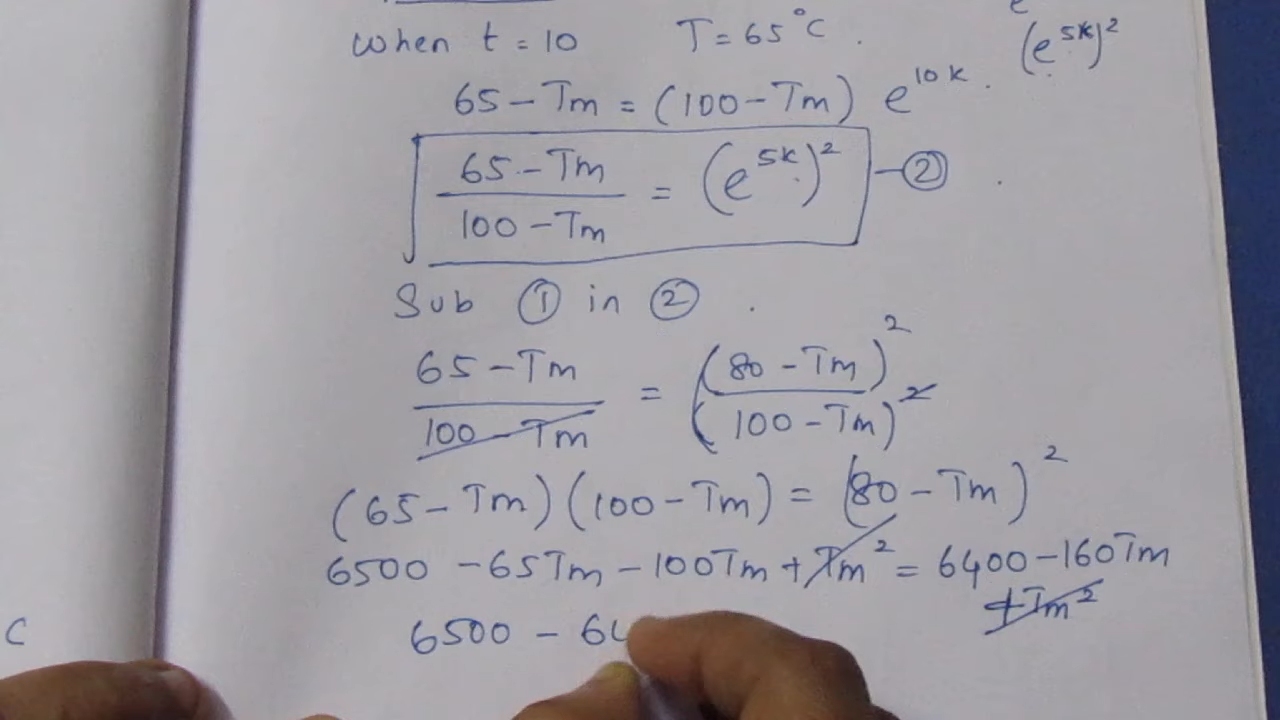 e
When t = 10 T = 65°C . (e^5k)^2
65 - Tm = (100 - Tm) e^10k .
65 - Tm
100 - Tm
= (e^5k)^2 - ②
Sub ① in ② .
65 - Tm
100 - Tm
= (80 - Tm)^2
(100 - Tm)^2
(65 - Tm)(100 - Tm) = (80 - Tm)^2
6500 - 65Tm - 100Tm + Tm^2 = 6400 - 160Tm
+ Tm^2
6500 - 64
C